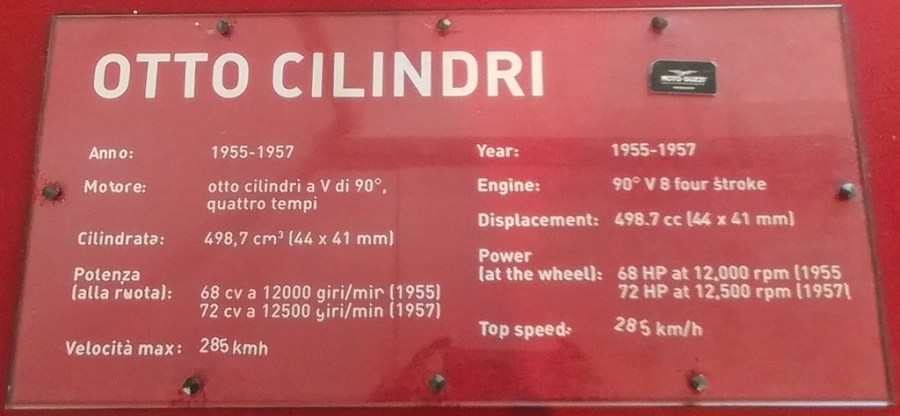 OTTO CILINDRI
MOTO GUZZI
Anno: 1955-1957
Motore: otto cilindri a V di 90°,
quattro tempi
Cilindrata: 498,7 cm³ (44 x 41 mm)
Potenza
(alla ruota): 68 cv a 12000 giri/min (1955)
72 cv a 12500 giri/min (1957)
Velocità max: 285 kmh
Year: 1955-1957
Engine: 90° V 8 four stroke
Displacement: 498.7 cc (44 x 41 mm)
Power
(at the wheel): 68 HP at 12,000 rpm (1955
72 HP at 12,500 rpm (1957(
Top speed: 285 km/h